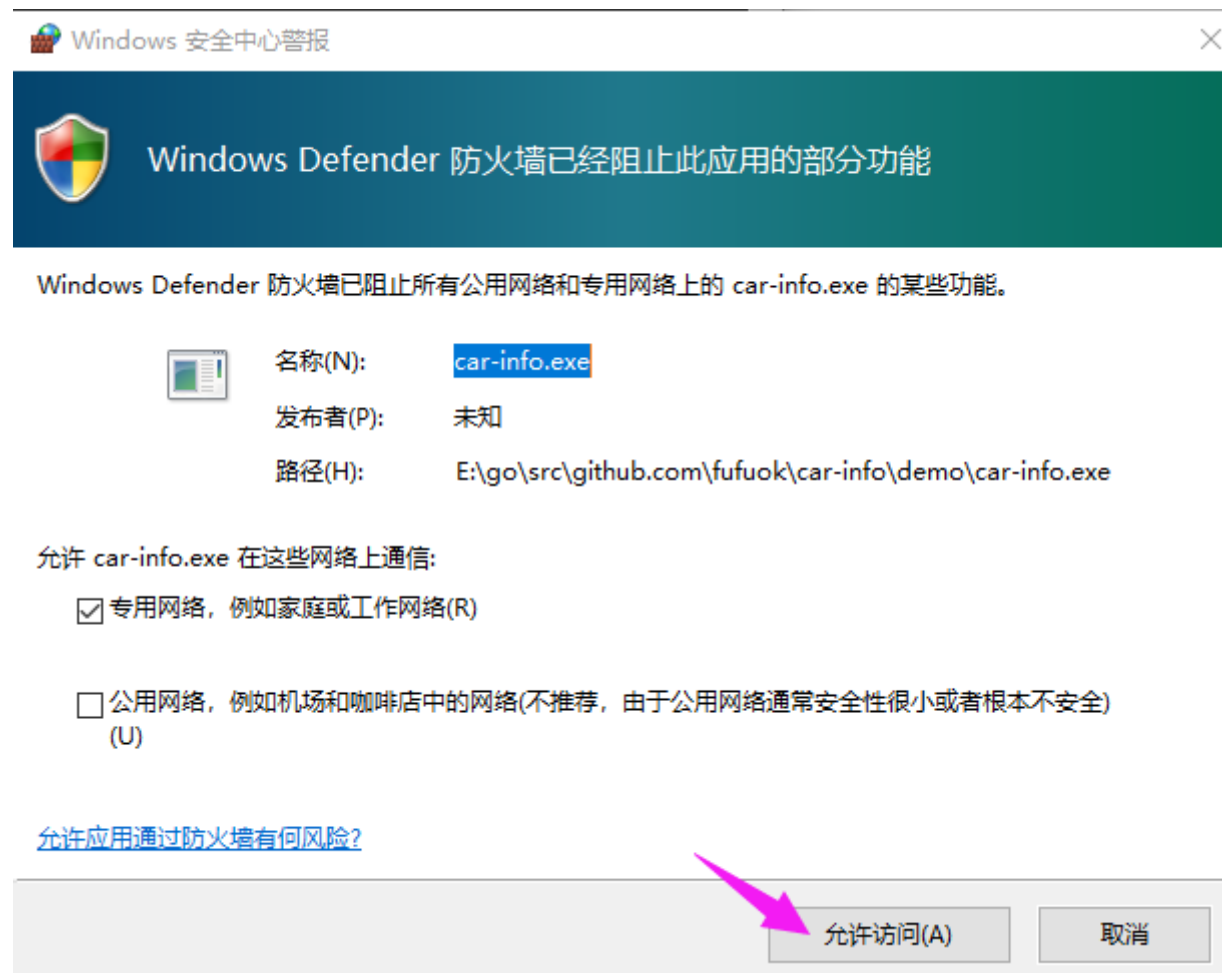 Windows 安全中心警报
Windows Defender 防火墙已经阻止此应用的部分功能
Windows Defender 防火墙已阻止所有公用网络和专用网络上的 car-info.exe 的某些功能。
名称(N): car-info.exe
发布者(P): 未知
路径(H): E:\go\src\github.com\fufuok\car-info\demo\car-info.exe
允许 car-info.exe 在这些网络上通信:
专用网络，例如家庭或工作网络(R)
公用网络，例如机场和咖啡店中的网络(不推荐，由于公用网络通常安全性很小或者根本不安全)
(U)
允许应用通过防火墙有何风险?
允许访问(A) 取消